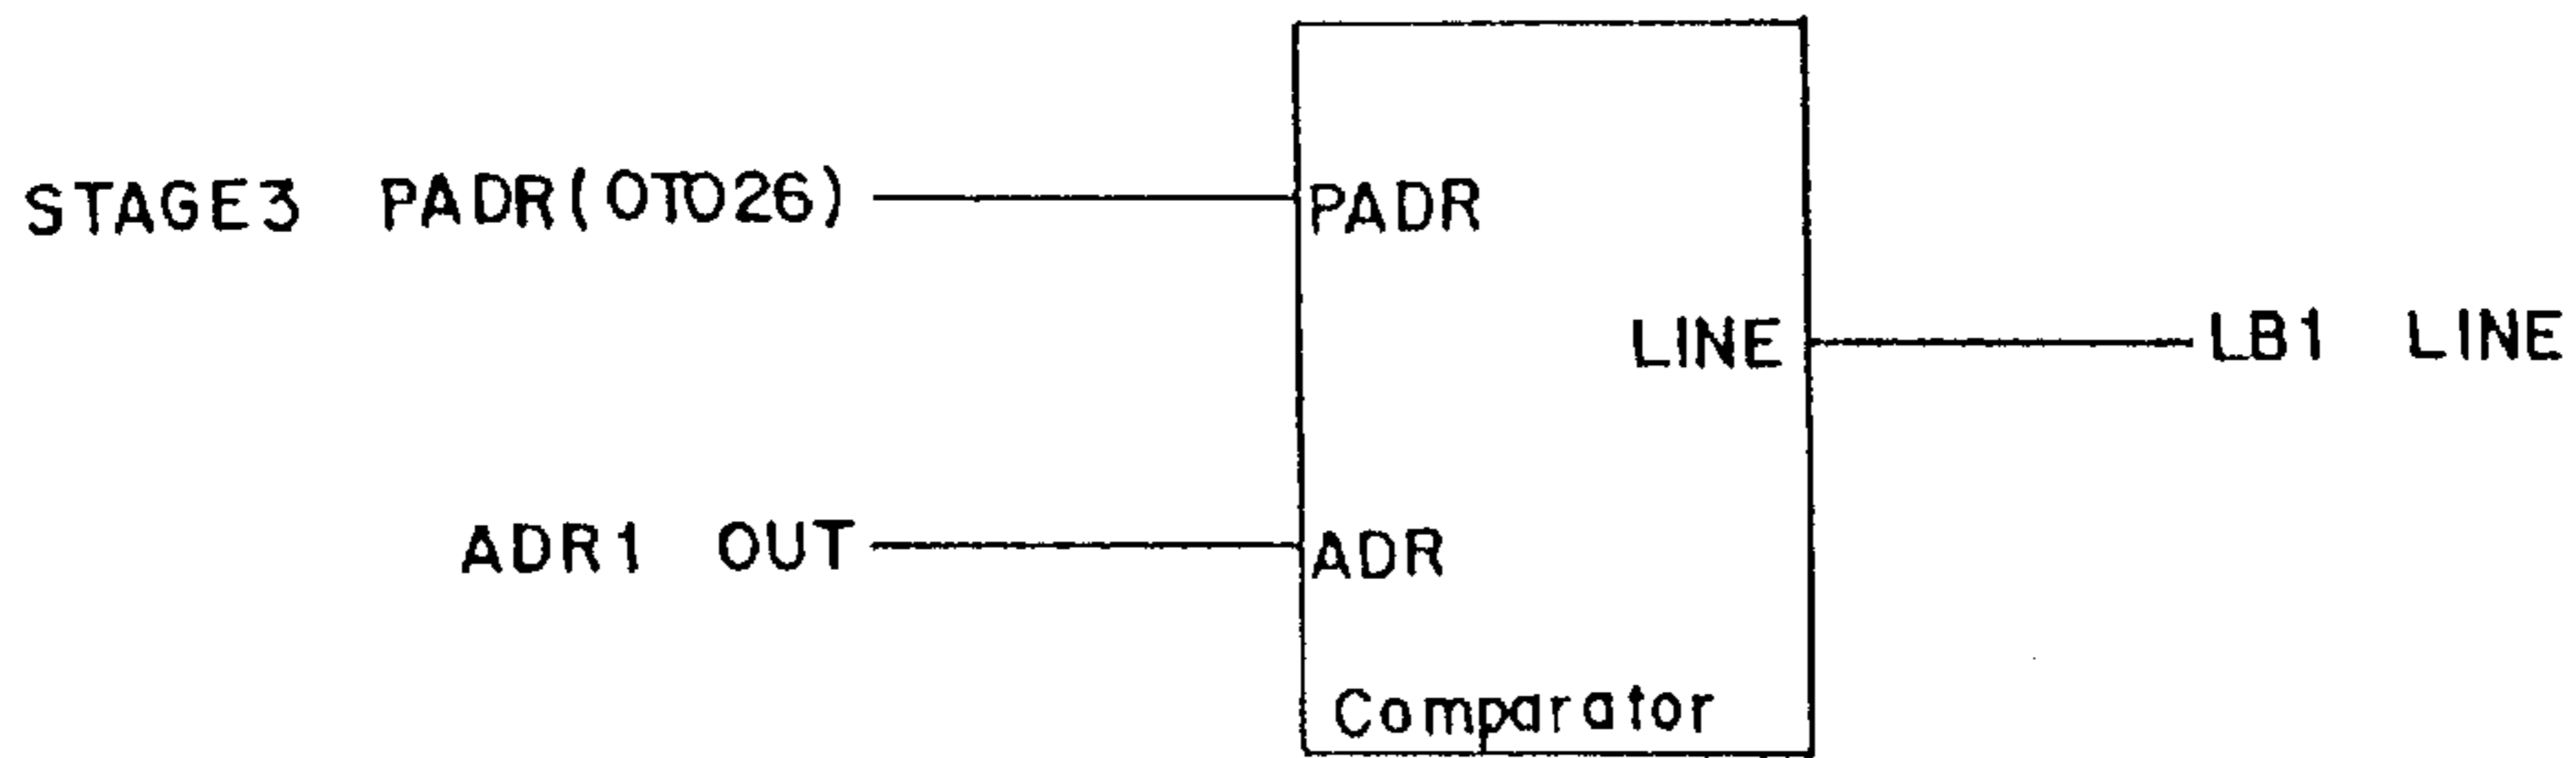 STAGE3 PADR(0TO26)
PADR
LINE
LB1 LINE
ADR1 OUT
ADR
Comparator